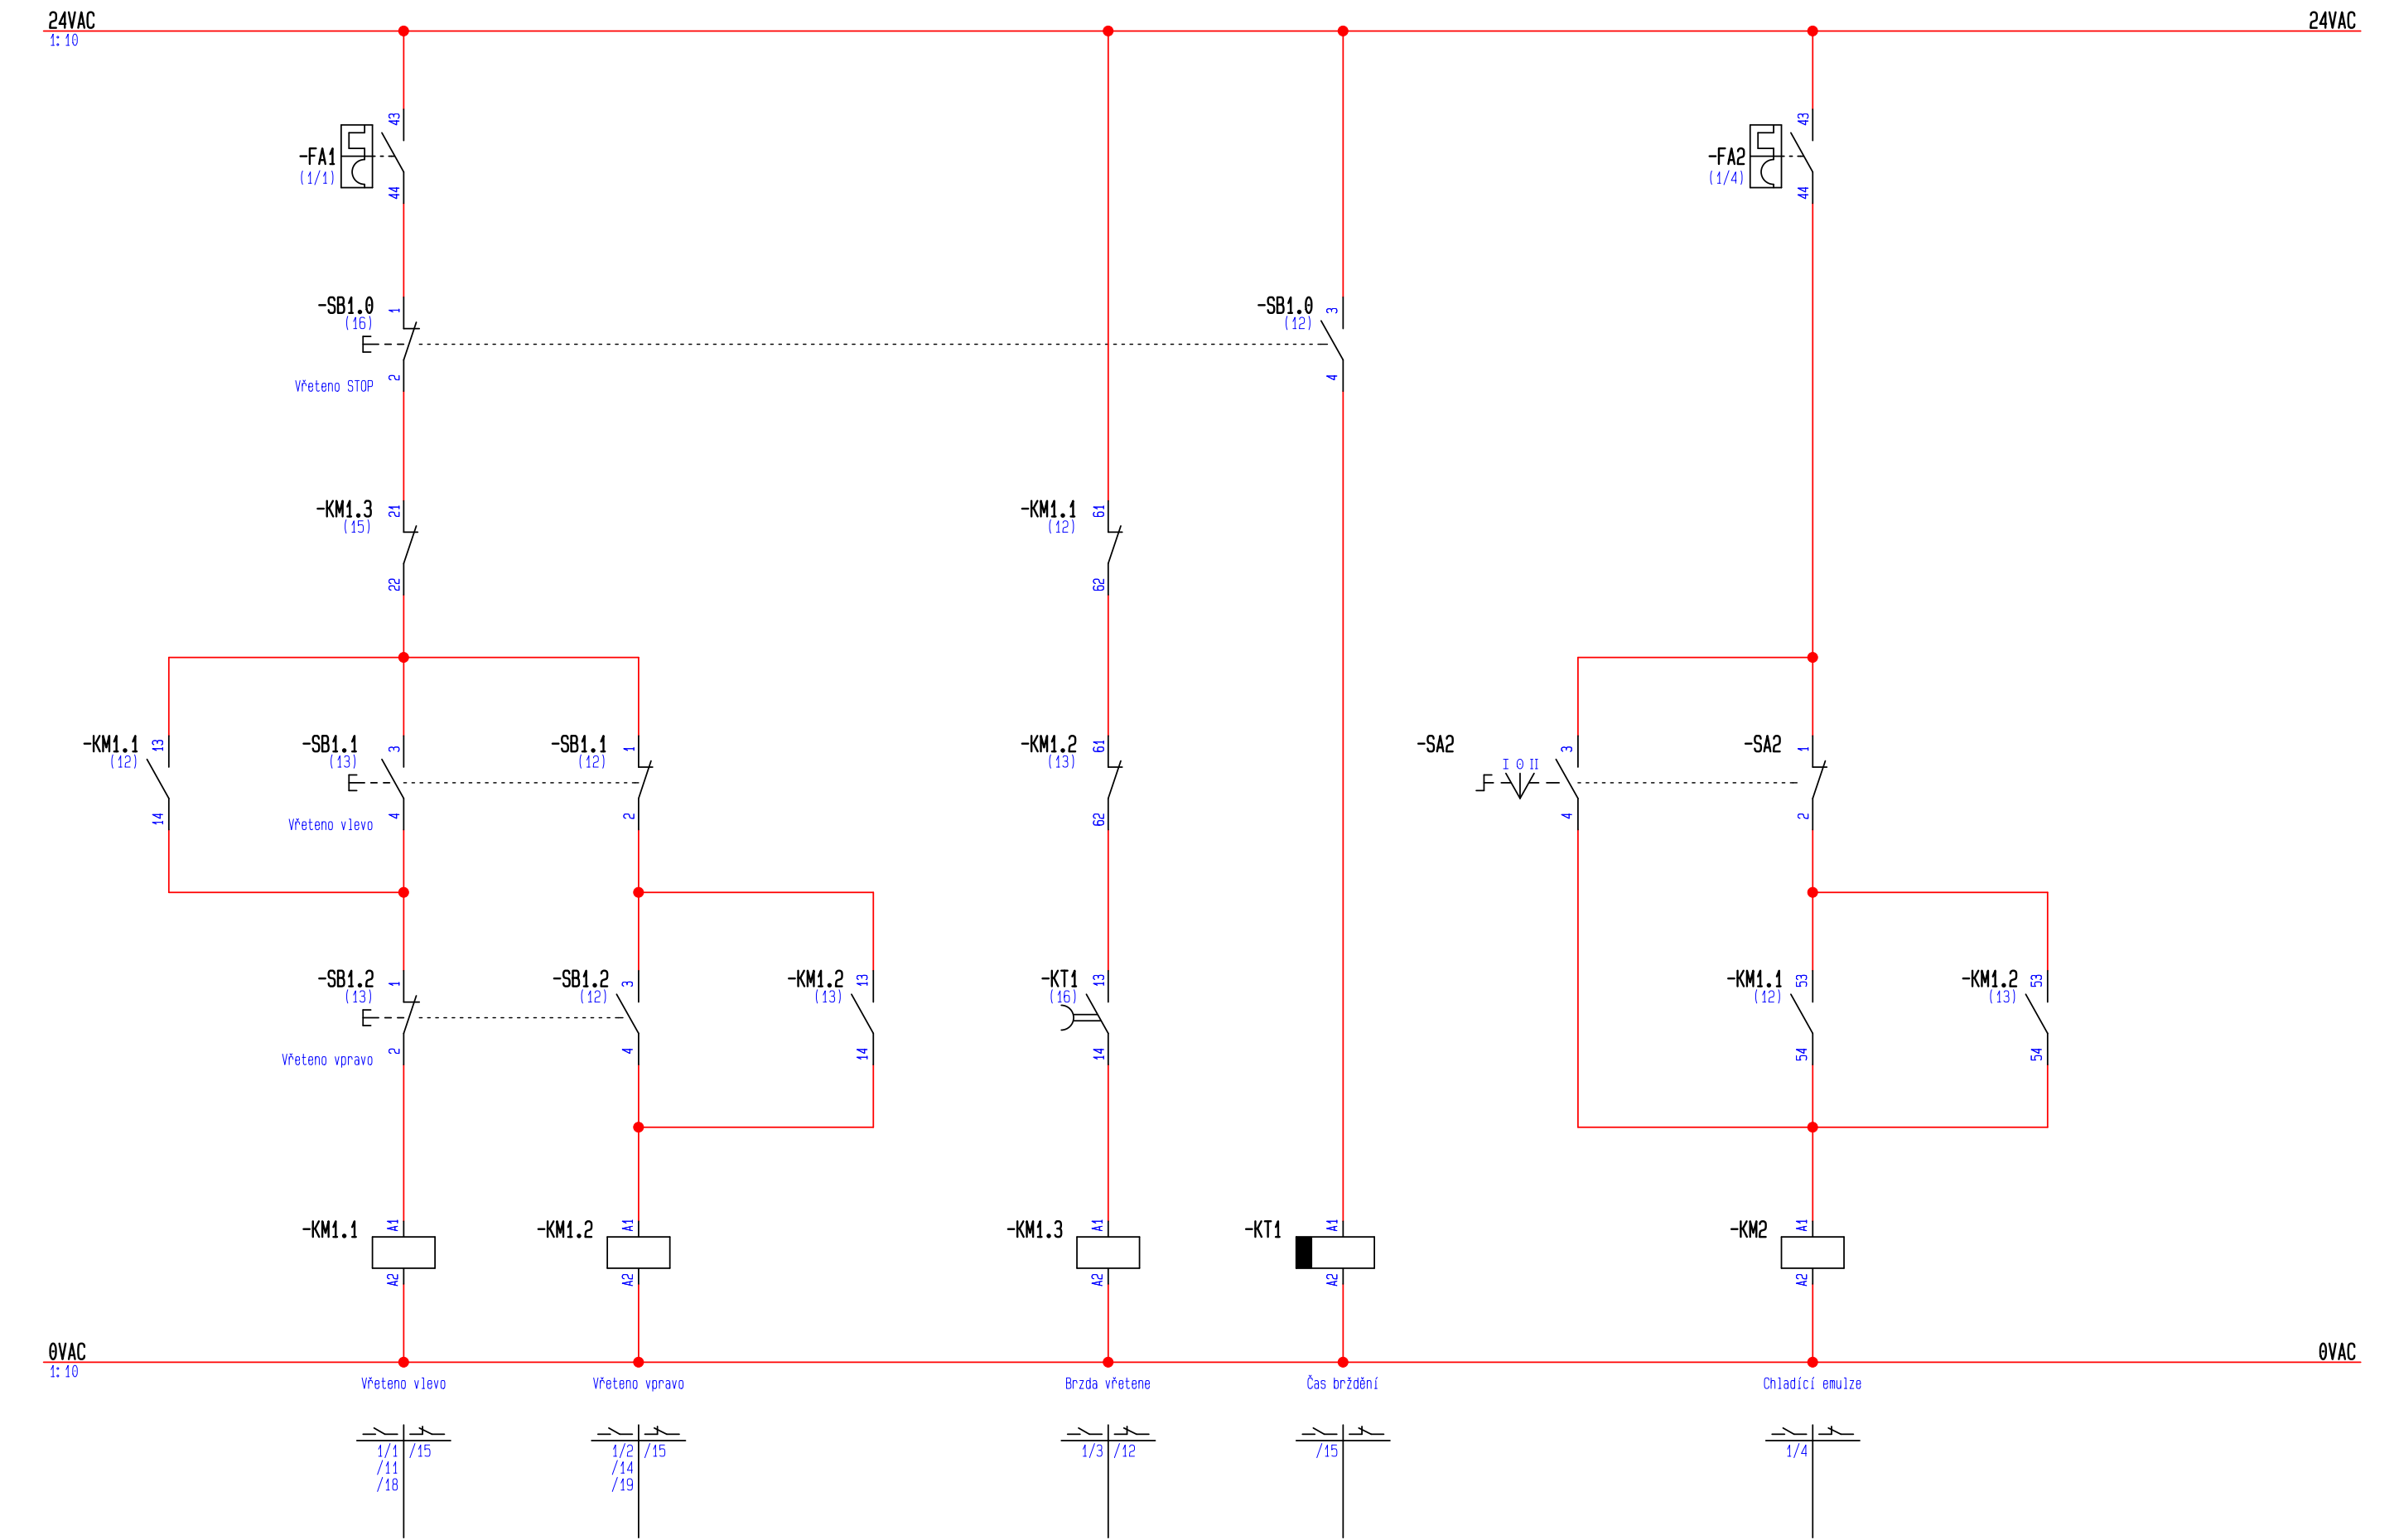 24VAC
1:10
24VAC
-FA1
(1/1)
43
44
-FA2
(1/4)
43
44
-SB1.0
(16)
1
2
Vřeteno STOP
-SB1.0
(12)
3
4
-KM1.3
(15)
21
22
-KM1.1
(12)
61
62
-KM1.1
(12)
13
14
-SB1.1
(13)
3
4
Vřeteno vlevo
-SB1.1
(12)
1
2
-KM1.2
(13)
61
62
-SA2
I 0 II
3
4
-SA2
1
2
-SB1.2
(13)
1
2
Vřeteno vpravo
-SB1.2
(12)
3
4
-KM1.2
(13)
13
14
-KT1
(16)
13
14
-KM1.1
(12)
53
54
-KM1.2
(13)
53
54
-KM1.1
A1
A2
-KM1.2
A1
A2
-KM1.3
A1
A2
-KT1
A1
A2
-KM2
A1
A2
0VAC
1:10
0VAC
Vřeteno vlevo
Vřeteno vpravo
Brzda vřetene
Čas brždění
Chladící emulze
1/1 /15
/11
/18
1/2 /15
/14
/19
1/3 /12
/15
1/4